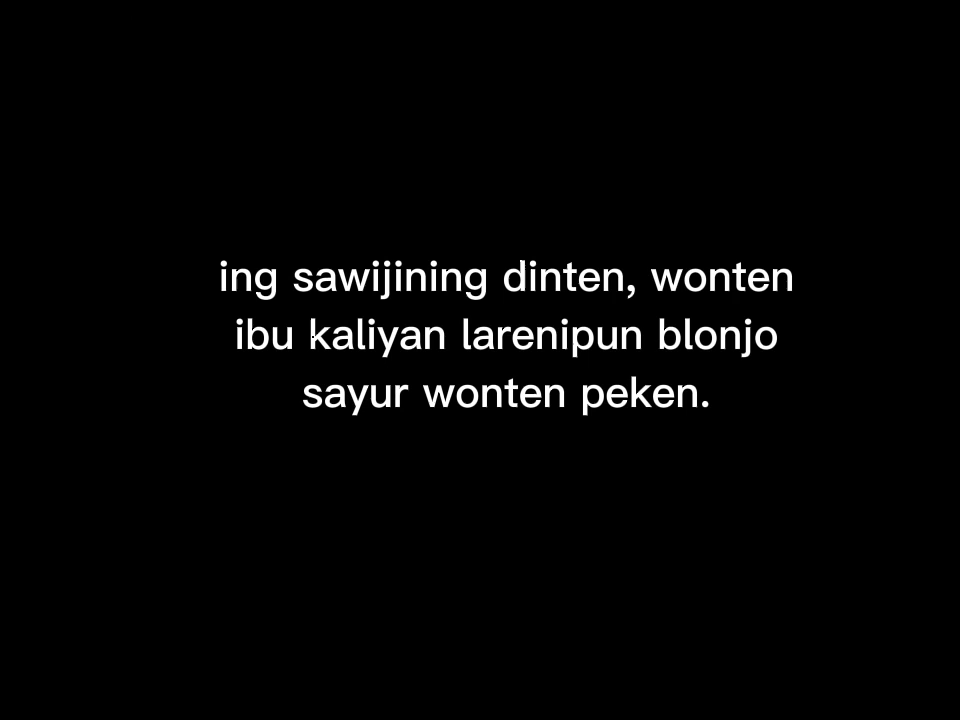 ing sawijining dinten, wonten
ibu kaliyan larenipun blonjo
sayur wonten peken.